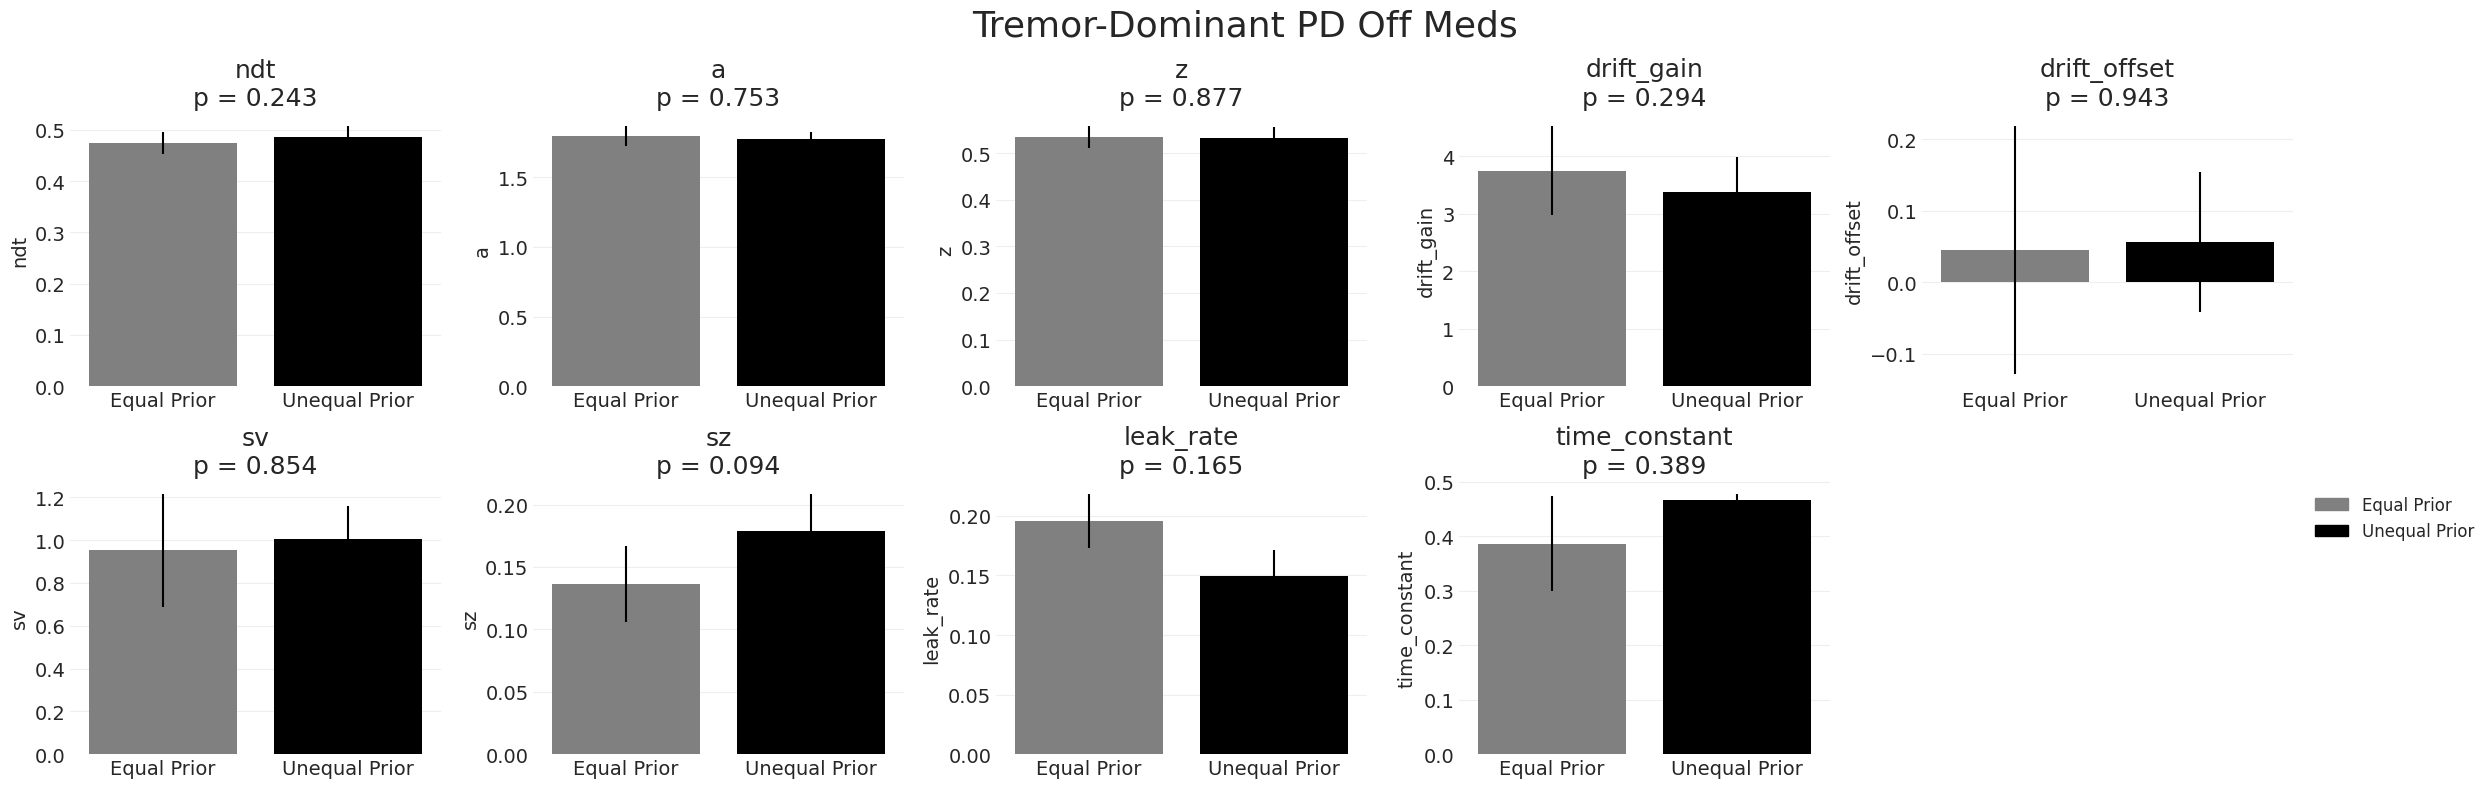 Tremor-Dominant PD Off Meds
ndt
p = 0.243
ndt
0.5
0.4
0.3
0.2
0.1
0.0
Equal Prior
Unequal Prior
a
p = 0.753
a
1.5
1.0
0.5
0.0
Equal Prior
Unequal Prior
z
p = 0.877
z
0.5
0.4
0.3
0.2
0.1
0.0
Equal Prior
Unequal Prior
drift_gain
p = 0.294
drift_gain
4
3
2
1
0
Equal Prior
Unequal Prior
drift_offset
p = 0.943
drift_offset
0.2
0.1
0.0
−0.1
Equal Prior
Unequal Prior
sv
p = 0.854
sv
1.2
1.0
0.8
0.6
0.4
0.2
0.0
Equal Prior
Unequal Prior
sz
p = 0.094
sz
0.20
0.15
0.10
0.05
0.00
Equal Prior
Unequal Prior
leak_rate
p = 0.165
leak_rate
0.20
0.15
0.10
0.05
0.00
Equal Prior
Unequal Prior
time_constant
p = 0.389
time_constant
0.5
0.4
0.3
0.2
0.1
0.0
Equal Prior
Unequal Prior
Equal Prior
Unequal Prior